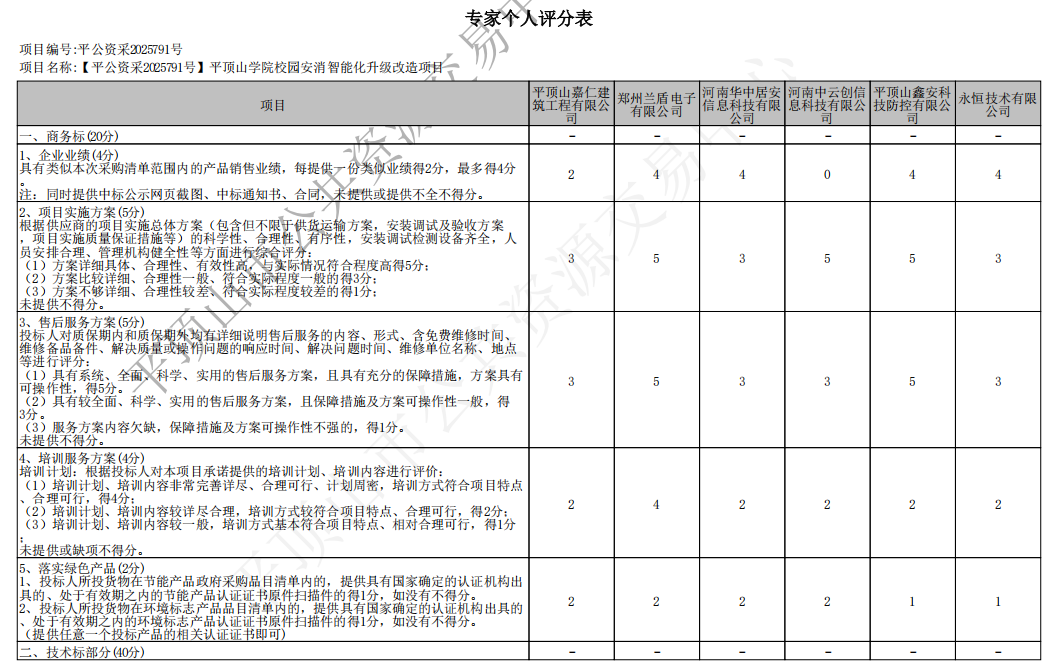 专家个人评分表
项目编号:平公资采2025791号
项目名称:【平公资采2025791号】平顶山学院校园安消智能化升级改造项目
项目
平顶山嘉仁建
筑工程有限公
司
郑州兰盾电子
有限公司
河南华中居安
信息科技有限
公司
河南中云创信
息科技有限公
司
平顶山鑫安科
技防控有限公
司
永恒技术有限
公司
一、商务标(20分)
- - - - - -
1、企业业绩(4分)
具有类似本次采购清单范围内的产品销售业绩，每提供一份类似业绩得2分，最多得4分
。
注：同时提供中标公示网页截图、中标通知书、合同，未提供或提供不全不得分。
2 4 4 0 4 4
2、项目实施方案(5分)
根据供应商的项目实施总体方案（包含但不限于供货运输方案，安装调试及验收方案
，项目实施质量保证措施等）的科学性、合理性、有序性，安装调试检测设备齐全，人
员安排合理、管理机构健全性等方面进行综合评分；
（1）方案详细具体、合理性、有效性高，与实际情况符合程度高得5分；
（2）方案比较详细、合理性一般、符合实际程度一般的得3分；
（3）方案不够详细、合理性较差、符合实际程度较差的得1分；
未提供不得分。
3 5 3 5 5 3
3、售后服务方案(5分)
投标人对质保期内和质保期外均有详细说明售后服务的内容、形式、含免费维修时间、
维修备品备件、解决质量或操作问题的响应时间、解决问题时间、维修单位名称、地点
等进行评分；
（1）具有系统、全面、科学、实用的售后服务方案，且具有充分的保障措施，方案具有
可操作性，得5分。
（2）具有较全面、科学、实用的售后服务方案，且保障措施及方案可操作性一般，得
3分。
（3）服务方案内容欠缺，保障措施及方案可操作性不强的，得1分。
未提供不得分。
3 5 3 3 5 3
4、培训服务方案(4分)
培训计划：根据投标人对本项目承诺提供的培训计划、培训内容进行评价：
（1）培训计划、培训内容非常完善详尽、合理可行、计划周密，培训方式符合项目特点
、合理可行，得4分；
（2）培训计划、培训内容较详尽合理，培训方式较符合项目特点、合理可行，得2分；
（3）培训计划、培训内容较一般，培训方式基本符合项目特点、相对合理可行，得1分
；
未提供或缺项不得分。
2 4 2 2 2 2
5、落实绿色产品(2分)
1、投标人所投货物在节能产品政府采购品目清单内的，提供具有国家确定的认证机构出
具的、处于有效期之内的节能产品认证证书原件扫描件的得1分，如没有不得分。
2、投标人所投货物在环境标志产品品目清单内的，提供具有国家确定的认证机构出具的
、处于有效期之内的环境标志产品认证证书原件扫描件的得1分，如没有不得分。
（提供任意一个投标产品的相关认证证书即可)
2 2 2 2 1 1
二、技术标部分(40分)
- - - - - -
平顶山市公共资源交易中心
平顶山市公共资源交易中心